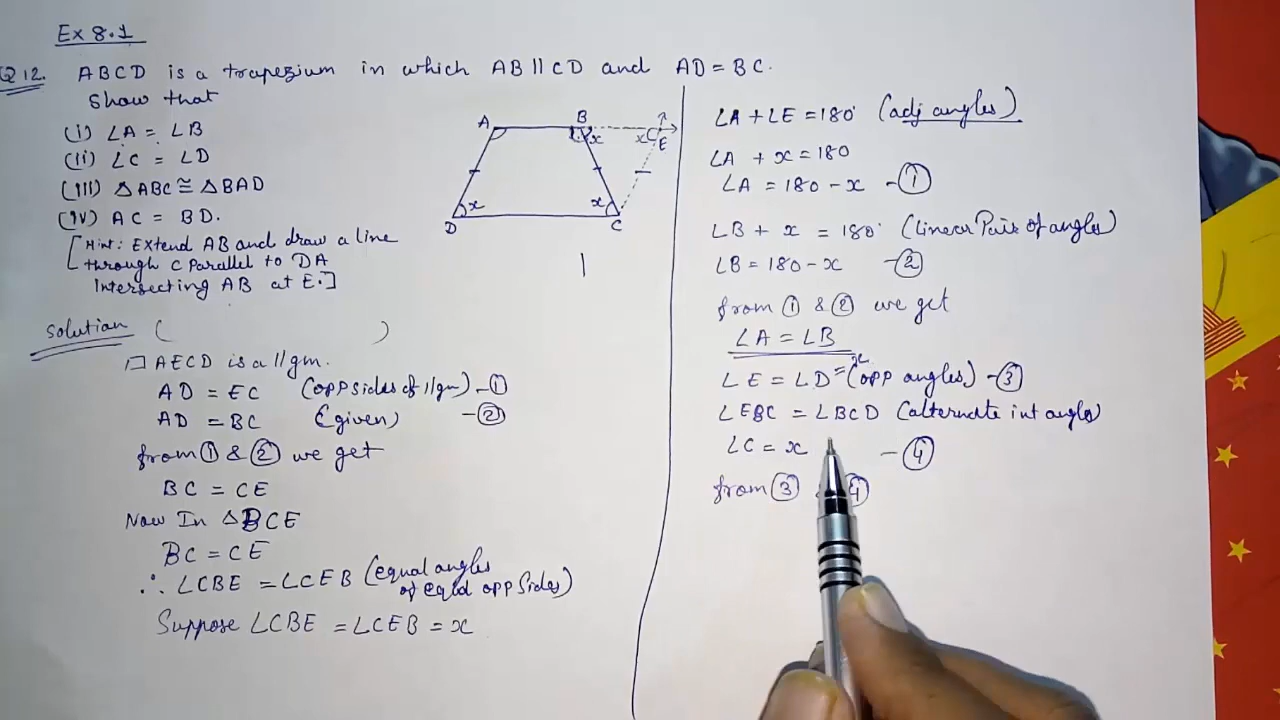 Ex 8.1
Q 12. ABCD is a trapezium in which AB || CD and AD = BC.
Show that
(i) ∠A = ∠B
(ii) ∠C = ∠D
(iii) △ABC ≅ △BAD
(iv) AC = BD.
[Hint: Extend AB and draw a line
through C parallel to DA
Intersecting AB at E.]
A B E
x x
x x
D C
Solution ( )
▱ AECD is a ||gm.
AD = EC (opp sides of ||gm) - ①
AD = BC (given) - ②
from ① & ② we get
BC = CE
Now In △BCE
BC = CE
∴ ∠CBE = ∠CEB (equal angles
of eqld opp sides)
Suppose ∠CBE = ∠CEB = x
∠A + ∠E = 180° (adj angles)
∠A + x = 180
∠A = 180 - x - ①
∠B + x = 180° (linear Pair of angles)
∠B = 180 - x - ②
from ① & ② we get
∠A = ∠B
∠E = ∠D = x (opp angles) - ③
∠EBC = ∠BCD (alternate int angles)
∠C = x - ④
from ③ ④